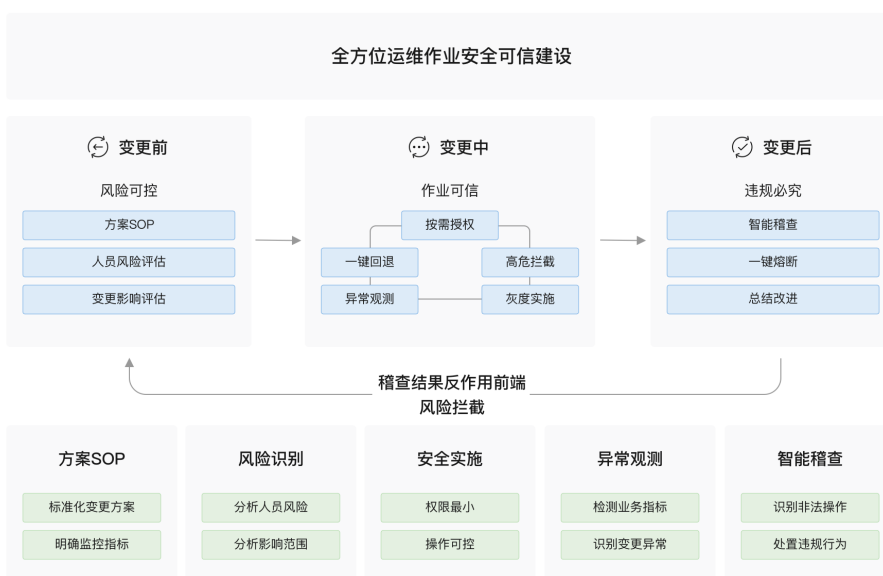 全方位运维作业安全可信建设
变更前
风险可控
方案SOP
人员风险评估
变更影响评估
变更中
作业可信
按需授权
一键回退
高危拦截
异常观测
灰度实施
变更后
违规必究
智能稽查
一键熔断
总结改进
稽查结果反作用前端
风险拦截
方案SOP
标准化变更方案
明确监控指标
风险识别
分析人员风险
分析影响范围
安全实施
权限最小
操作可控
异常观测
检测业务指标
识别变更异常
智能稽查
识别非法操作
处置违规行为